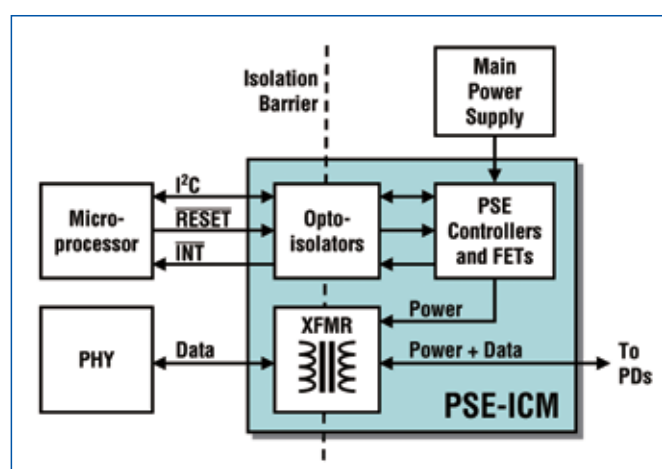 Isolation
Barrier
Main
Power
Supply
I²C
RESET
INT
Micro-
processor
Opto-
isolators
PSE
Controllers
and FETs
PHY
Data
XFMR
Power
Power + Data
To
PDs
PSE-ICM